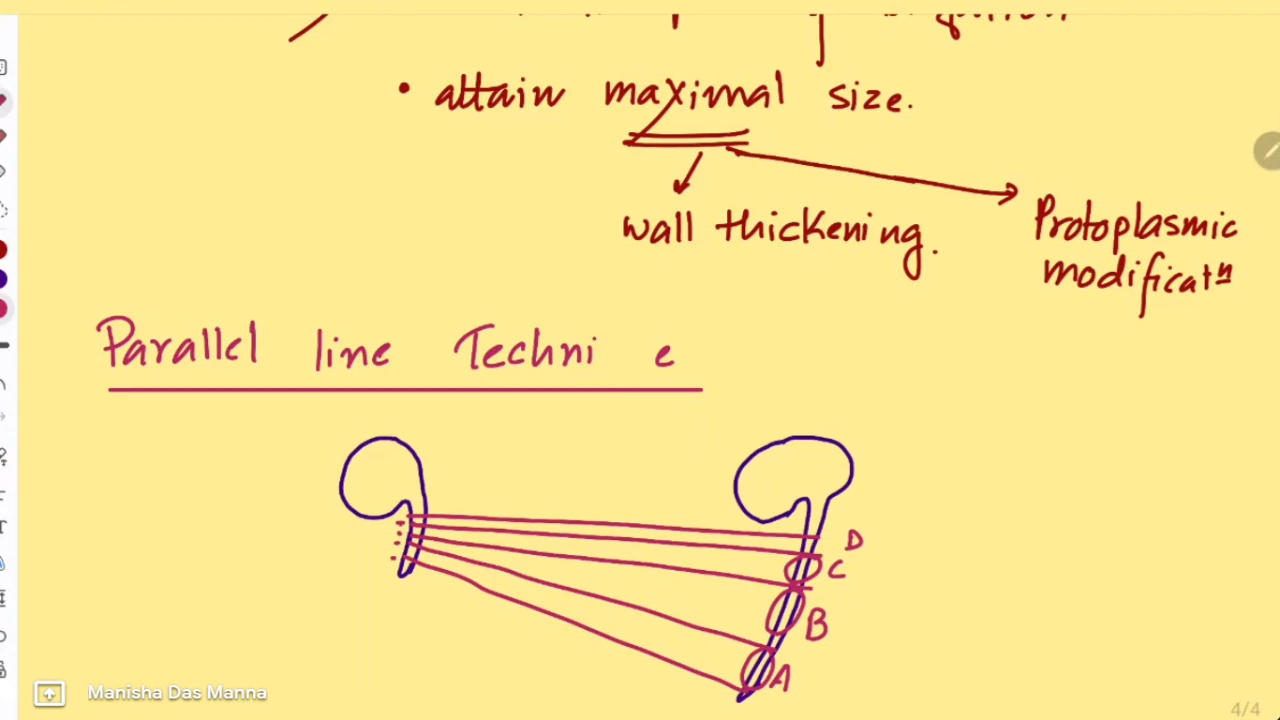 • attain maximal size.
wall thickening.
Protoplasmic
modificatn
Parallel line Techni e
D
C
B
A
Manisha Das Manna
4/4